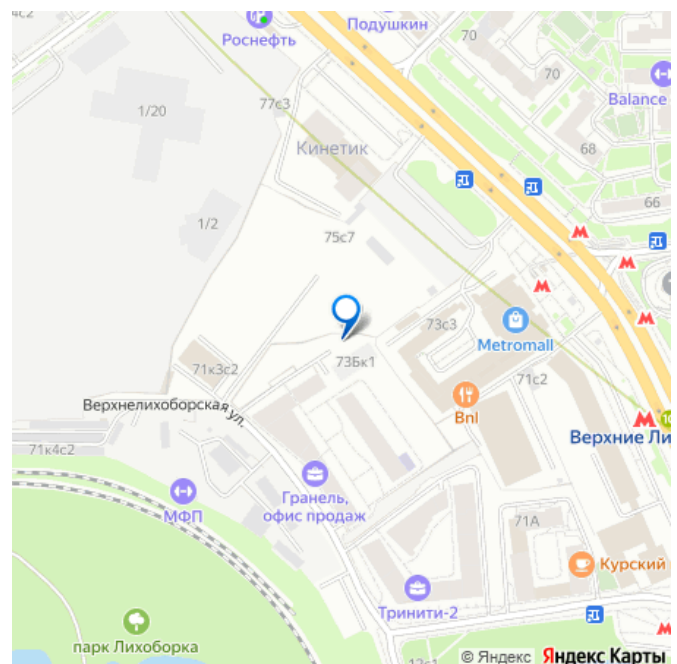 4с2
Роснефть
Подушкин
70
70
Balance
77с3
1/20
Кинетик
68
66
1/2
75с7
73с3
Metromall
71к3с2
73Бк1
71с2
Верхнелихоборская ул.
Bnl
Верхние Ли
71к4с2
Гранель,
офис продаж
МФП
71А
Курский
Тринити-2
парк Лихоборка
© Яндекс Яндекс Карты